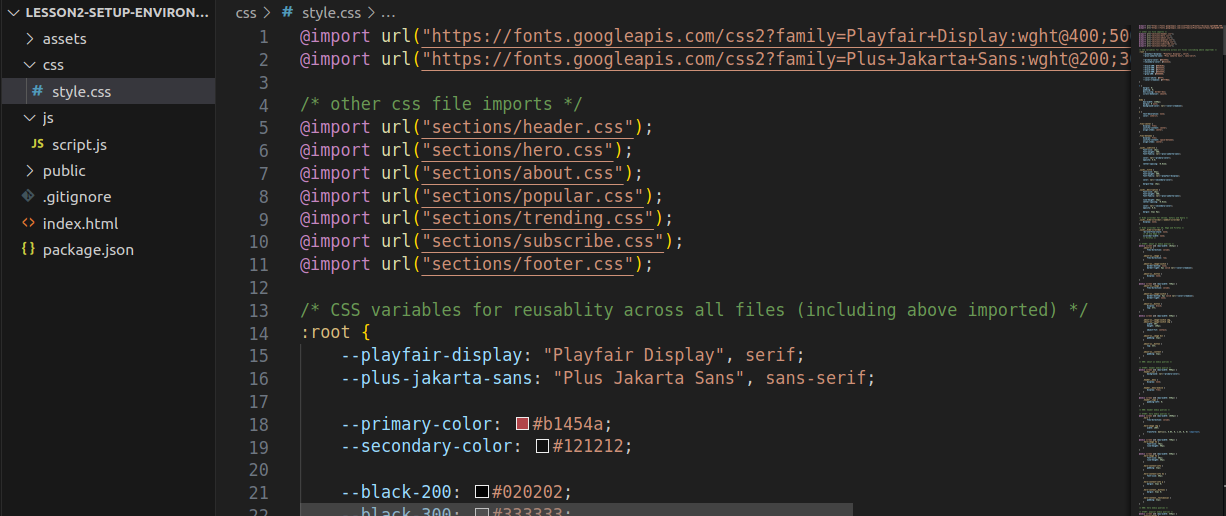 LESSON2-SETUP-ENVIRON...
assets
css
# style.css
js
JS script.js
public
.gitignore
<> index.html
{} package.json
css > # style.css > ...
1 @import url("https://fonts.googleapis.com/css2?family=Playfair+Display:wght@400;500
2 @import url("https://fonts.googleapis.com/css2?family=Plus+Jakarta+Sans:wght@200;3
3
4 /* other css file imports */
5 @import url("sections/header.css");
6 @import url("sections/hero.css");
7 @import url("sections/about.css");
8 @import url("sections/popular.css");
9 @import url("sections/trending.css");
10 @import url("sections/subscribe.css");
11 @import url("sections/footer.css");
12
13 /* CSS variables for reusablity across all files (including above imported) */
14 :root {
15 --playfair-display: "Playfair Display", serif;
16 --plus-jakarta-sans: "Plus Jakarta Sans", sans-serif;
17
18 --primary-color: #b1454a;
19 --secondary-color: #121212;
20
21 --black-200: #020202;
22 --black-300: #333333;